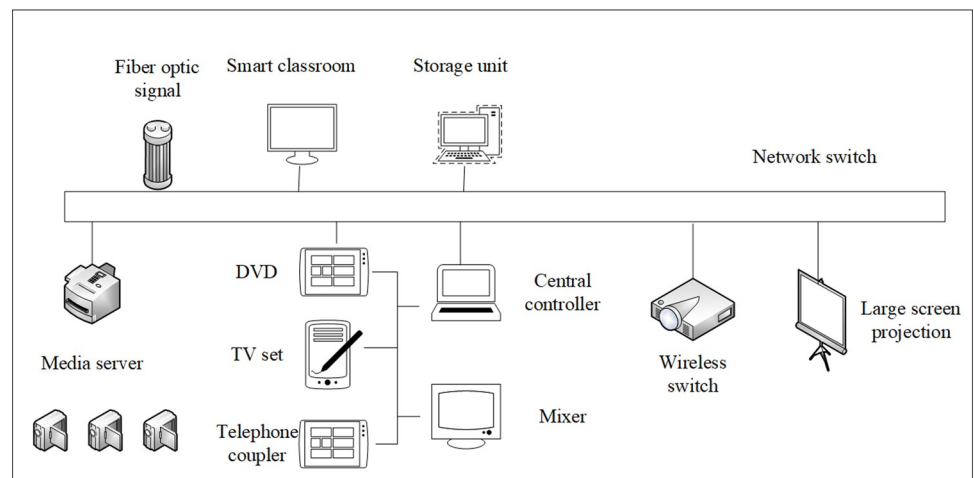 Fiber optic
signal
Smart classroom
Storage unit
Network switch
DVD
Central
controller
Large screen
projection
TV set
Media server
Wireless
switch
Telephone
coupler
Mixer